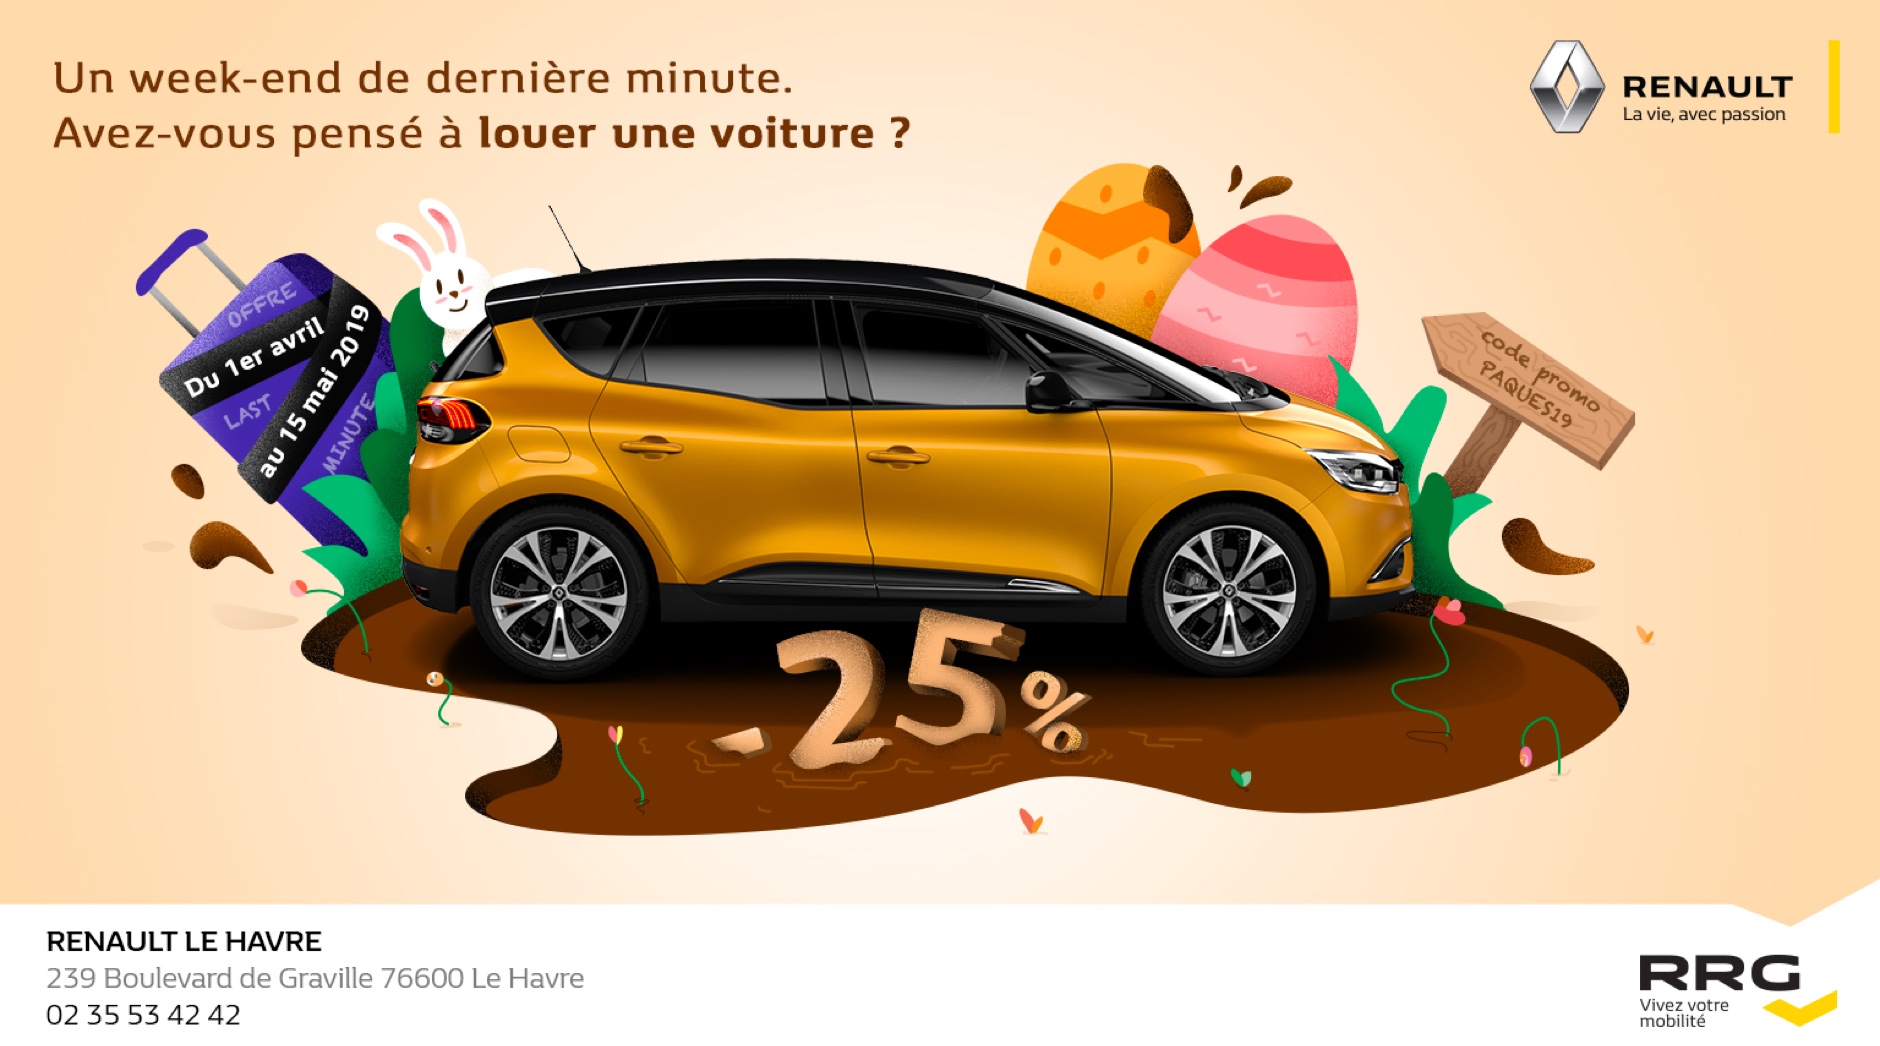 Un week-end de dernière minute.
Avez-vous pensé à louer une voiture ?
RENAULT
La vie, avec passion
OFFRE
Du 1er avril
LAST
au 15 mai 2019
MINUTE
code promo
PAQUES19
-25%
RENAULT LE HAVRE
239 Boulevard de Graville 76600 Le Havre
02 35 53 42 42
RRG
Vivez votre
mobilité